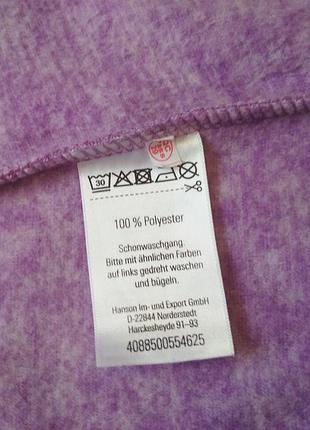 30
100 % Polyester
Schonwaschgang.
Bitte mit ähnlichen Farben
auf links gedreht waschen
und bügeln.
Hanson Im- und Export GmbH
D-22844 Norderstedt
Harckesheyde 91–93
4088500554625